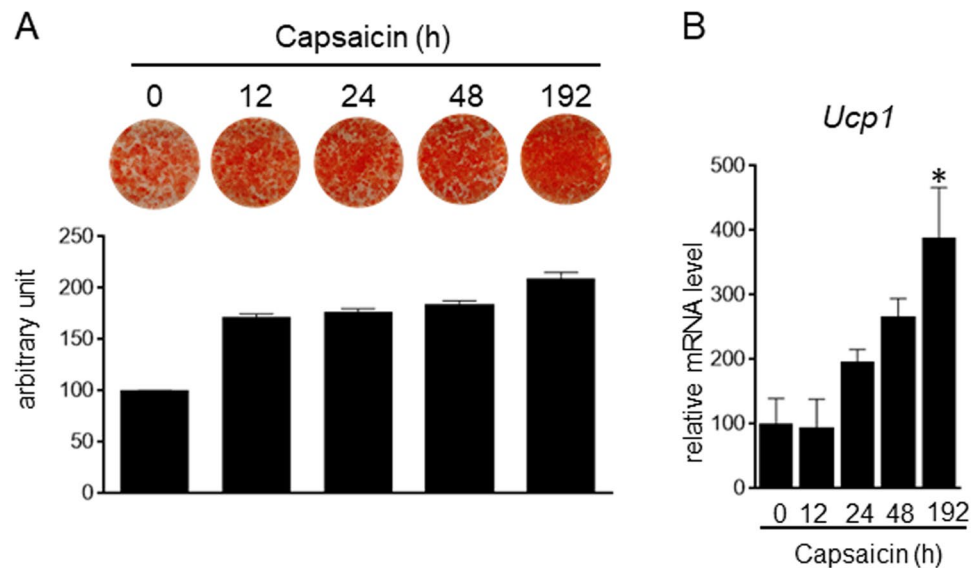 A
Capsaicin (h)
0 12 24 48 192
250
200
150
100
50
0
arbitrary unit
B
Ucp1
500
400
300
200
100
0
relative mRNA level
*
0 12 24 48 192
Capsaicin (h)